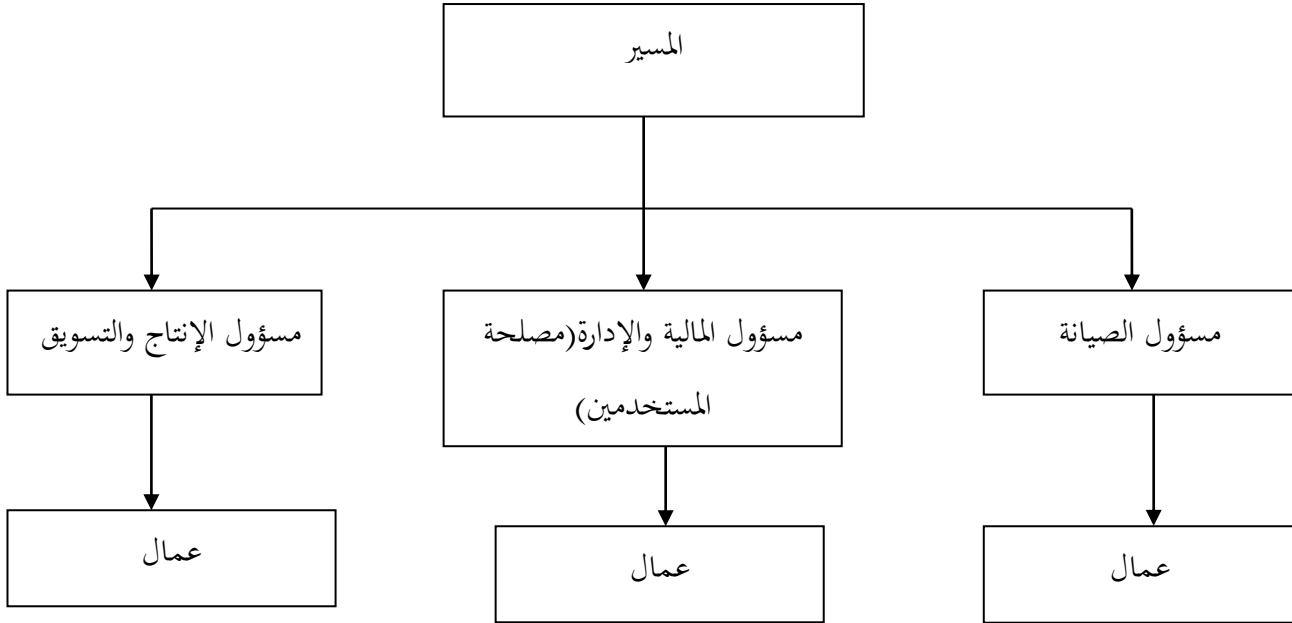 المسير
مسؤول الصيانة
مسؤول المالية والإدارة(مصلحة
المستخدمين)
مسؤول الإنتاج والتسويق
عمال
عمال
عمال